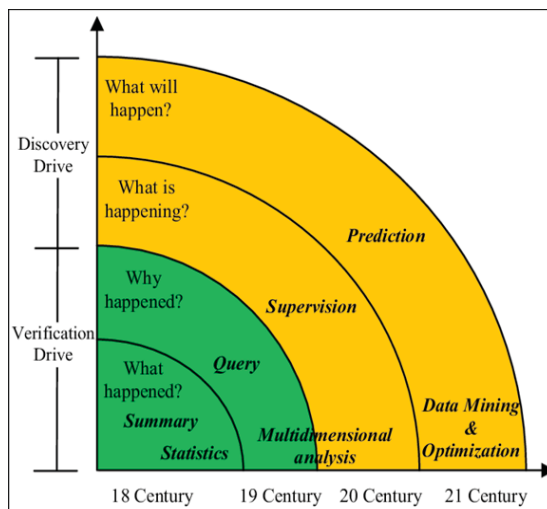 What will
happen?
Discovery
Drive
What is
happening?
Prediction
Why
happened?
Supervision
Verification
Drive
Query
What
happened?
Summary
Statistics
Multidimensional
analysis
Data Mining
&
Optimization
18 Century
19 Century
20 Century
21 Century